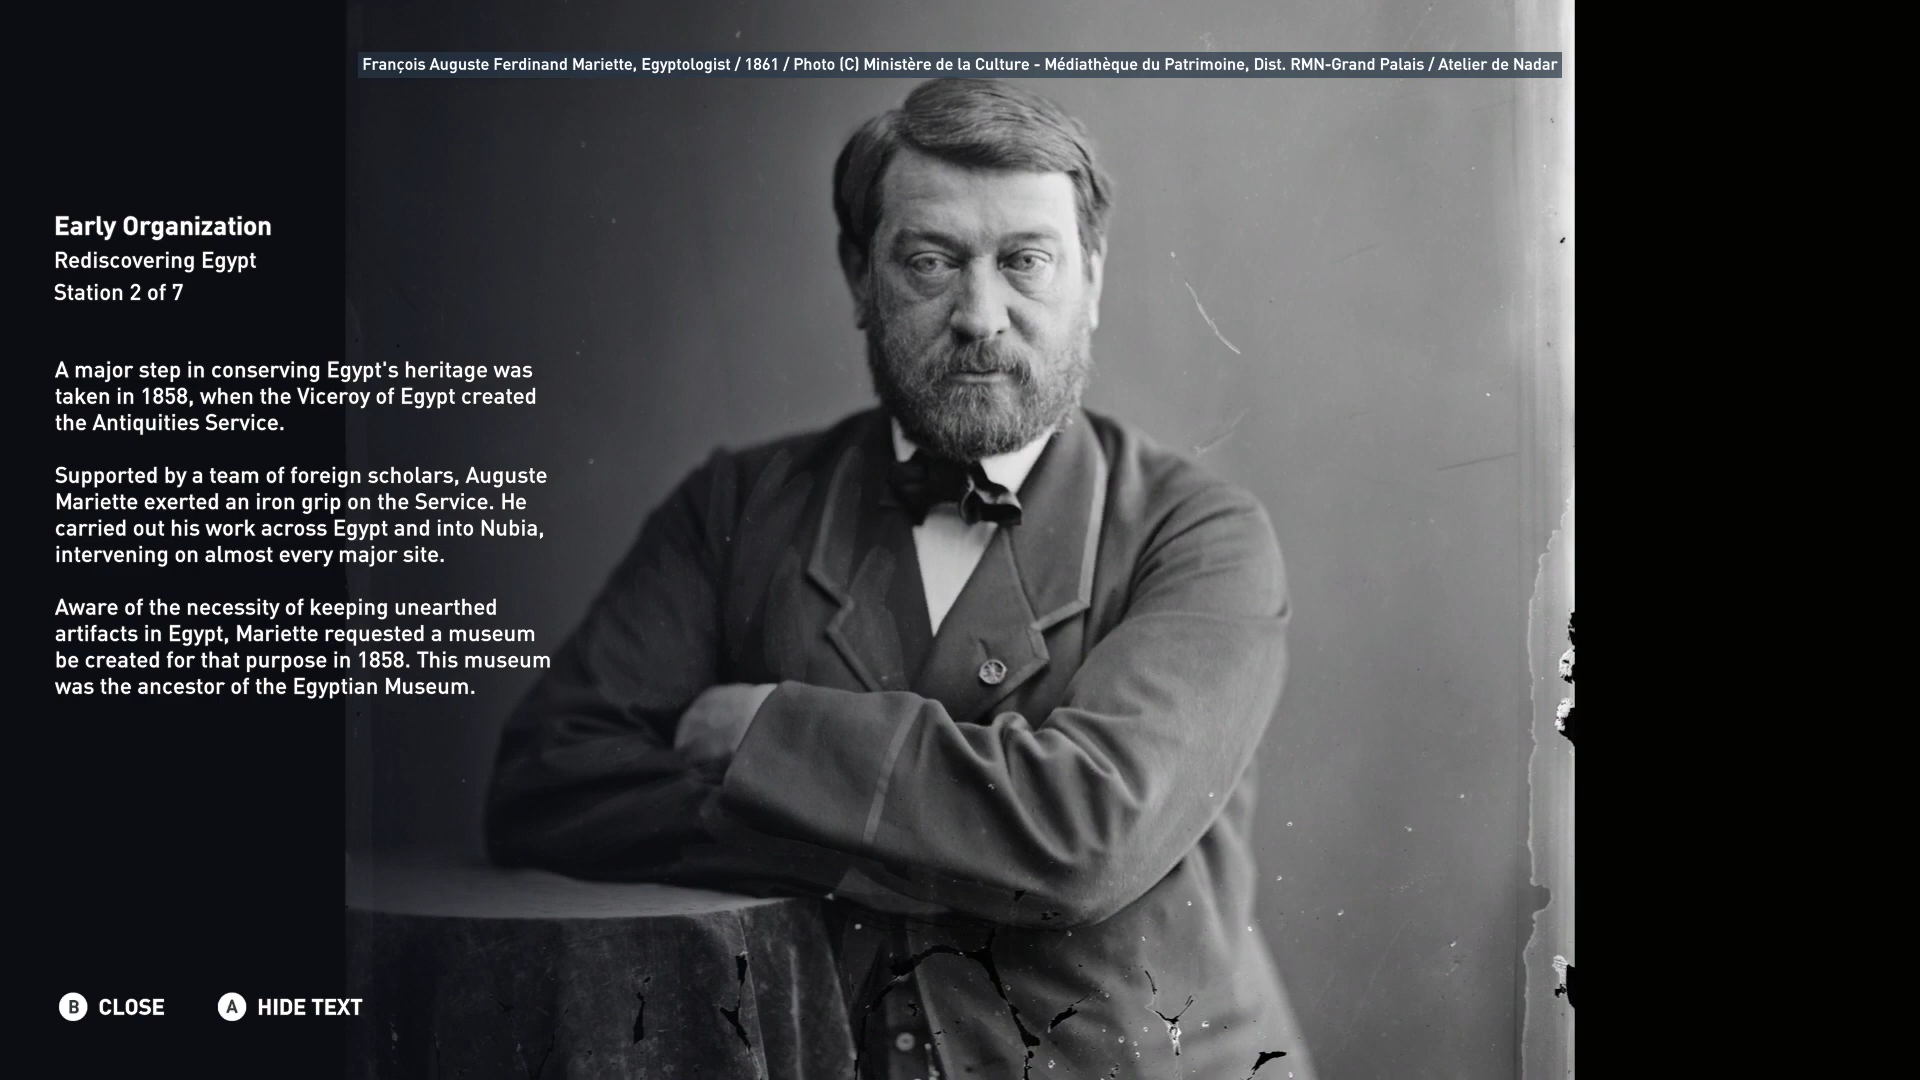 François Auguste Ferdinand Mariette, Egyptologist / 1861 / Photo (C) Ministère de la Culture - Médiathèque du Patrimoine, Dist. RMN-Grand Palais / Atelier de Nadar
Early Organization
Rediscovering Egypt
Station 2 of 7
A major step in conserving Egypt's heritage was
taken in 1858, when the Viceroy of Egypt created
the Antiquities Service.
Supported by a team of foreign scholars, Auguste
Mariette exerted an iron grip on the Service. He
carried out his work across Egypt and into Nubia,
intervening on almost every major site.
Aware of the necessity of keeping unearthed
artifacts in Egypt, Mariette requested a museum
be created for that purpose in 1858. This museum
was the ancestor of the Egyptian Museum.
B CLOSE A HIDE TEXT